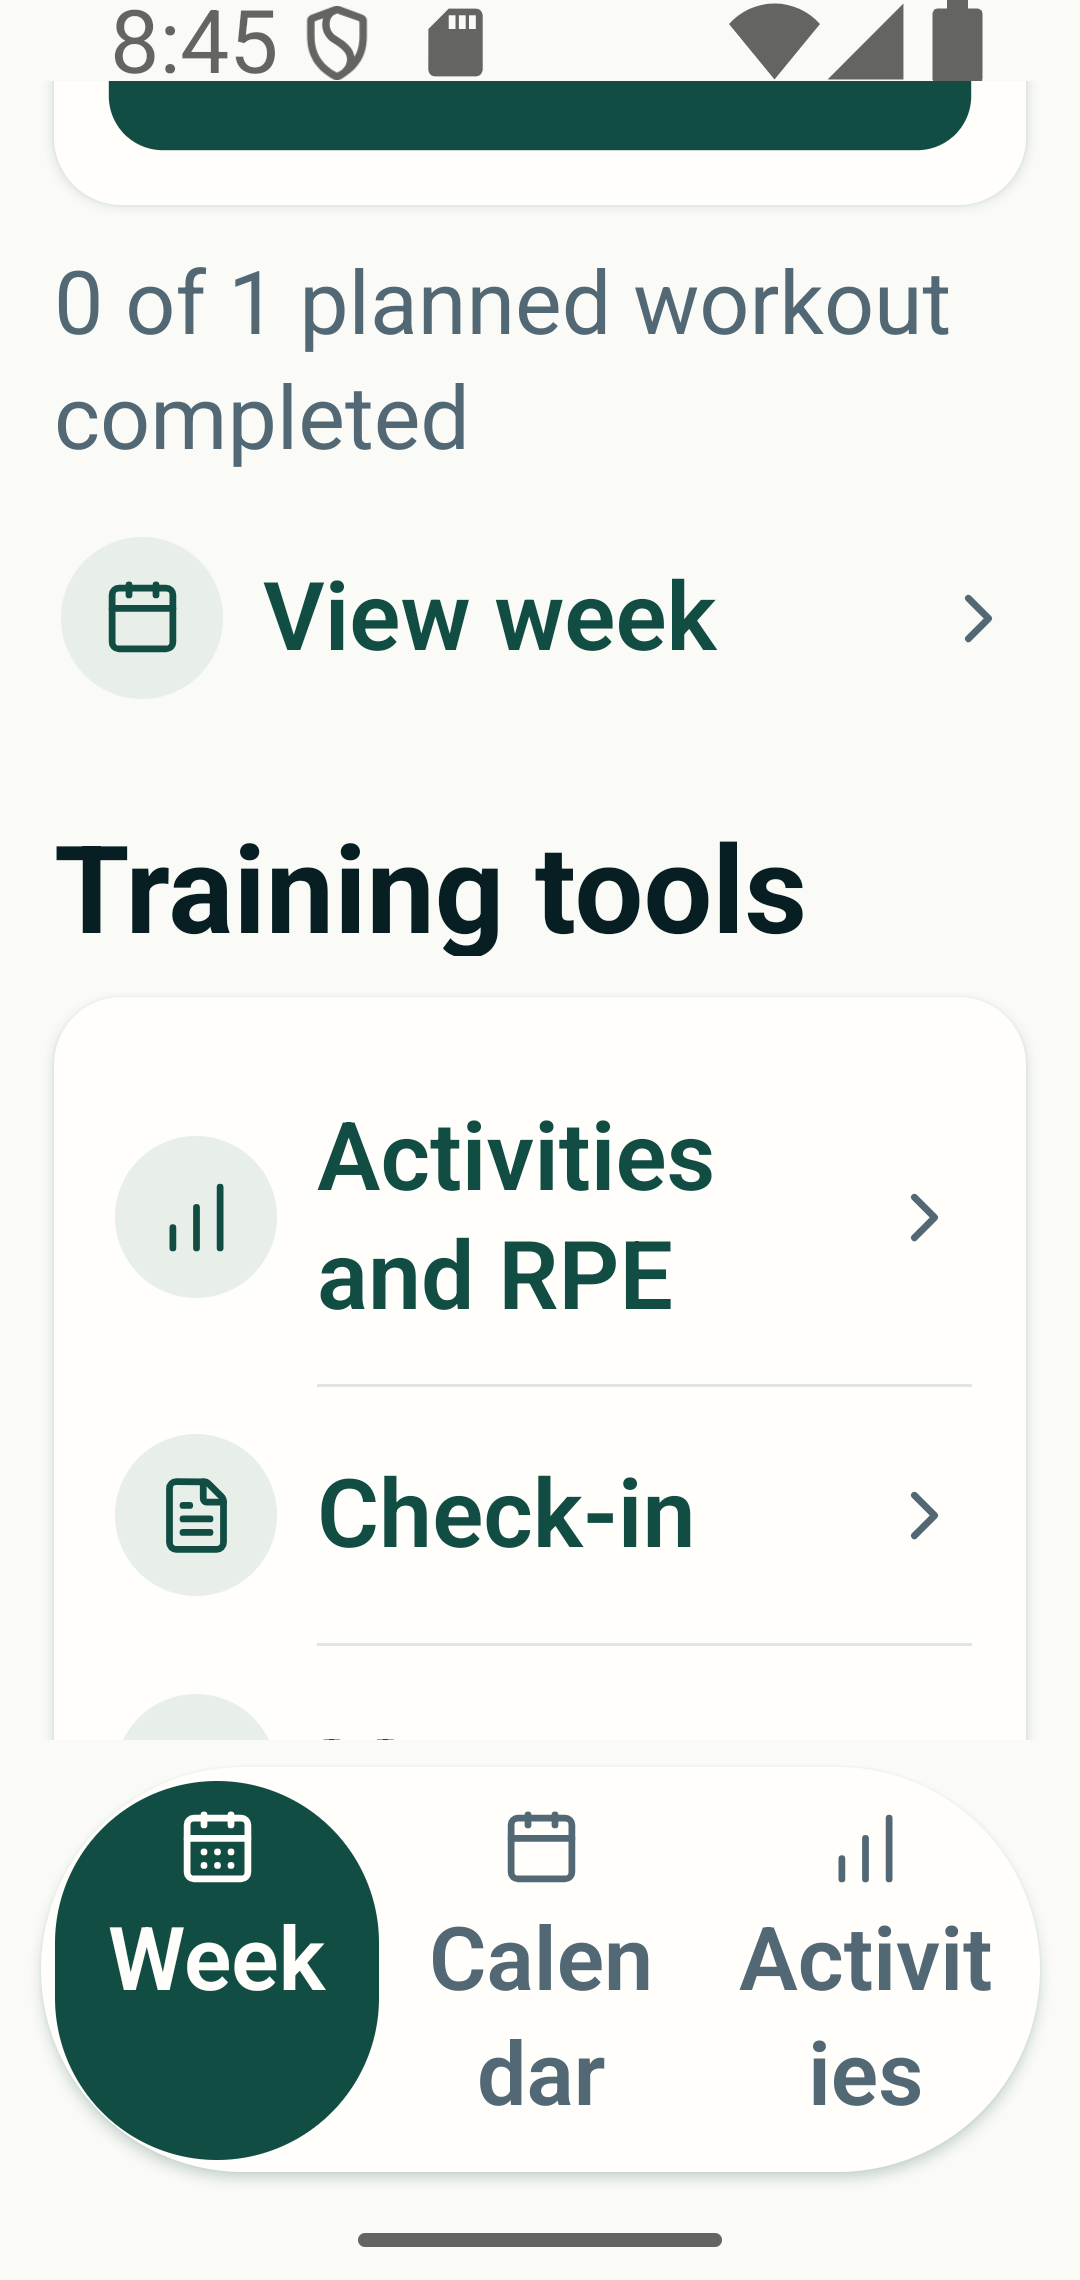 8:45
0 of 1 planned workout
completed
View week
Training tools
Activities
and RPE
Check-in
Week
Calen
dar
Activit
ies